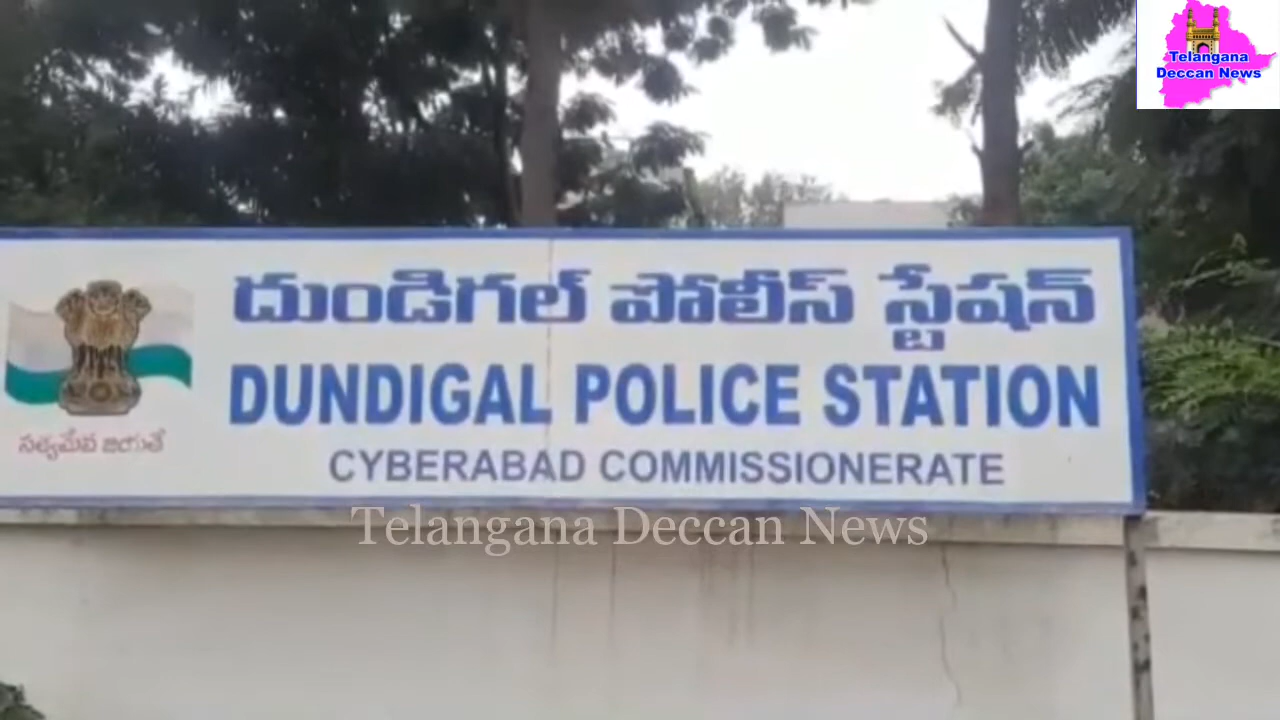 Telangana
Deccan News
దుండిగల్ పోలీస్ స్టేషన్
DUNDIGAL POLICE STATION
CYBERABAD COMMISSIONERATE
సత్యమేవ జయతే
Telangana Deccan News